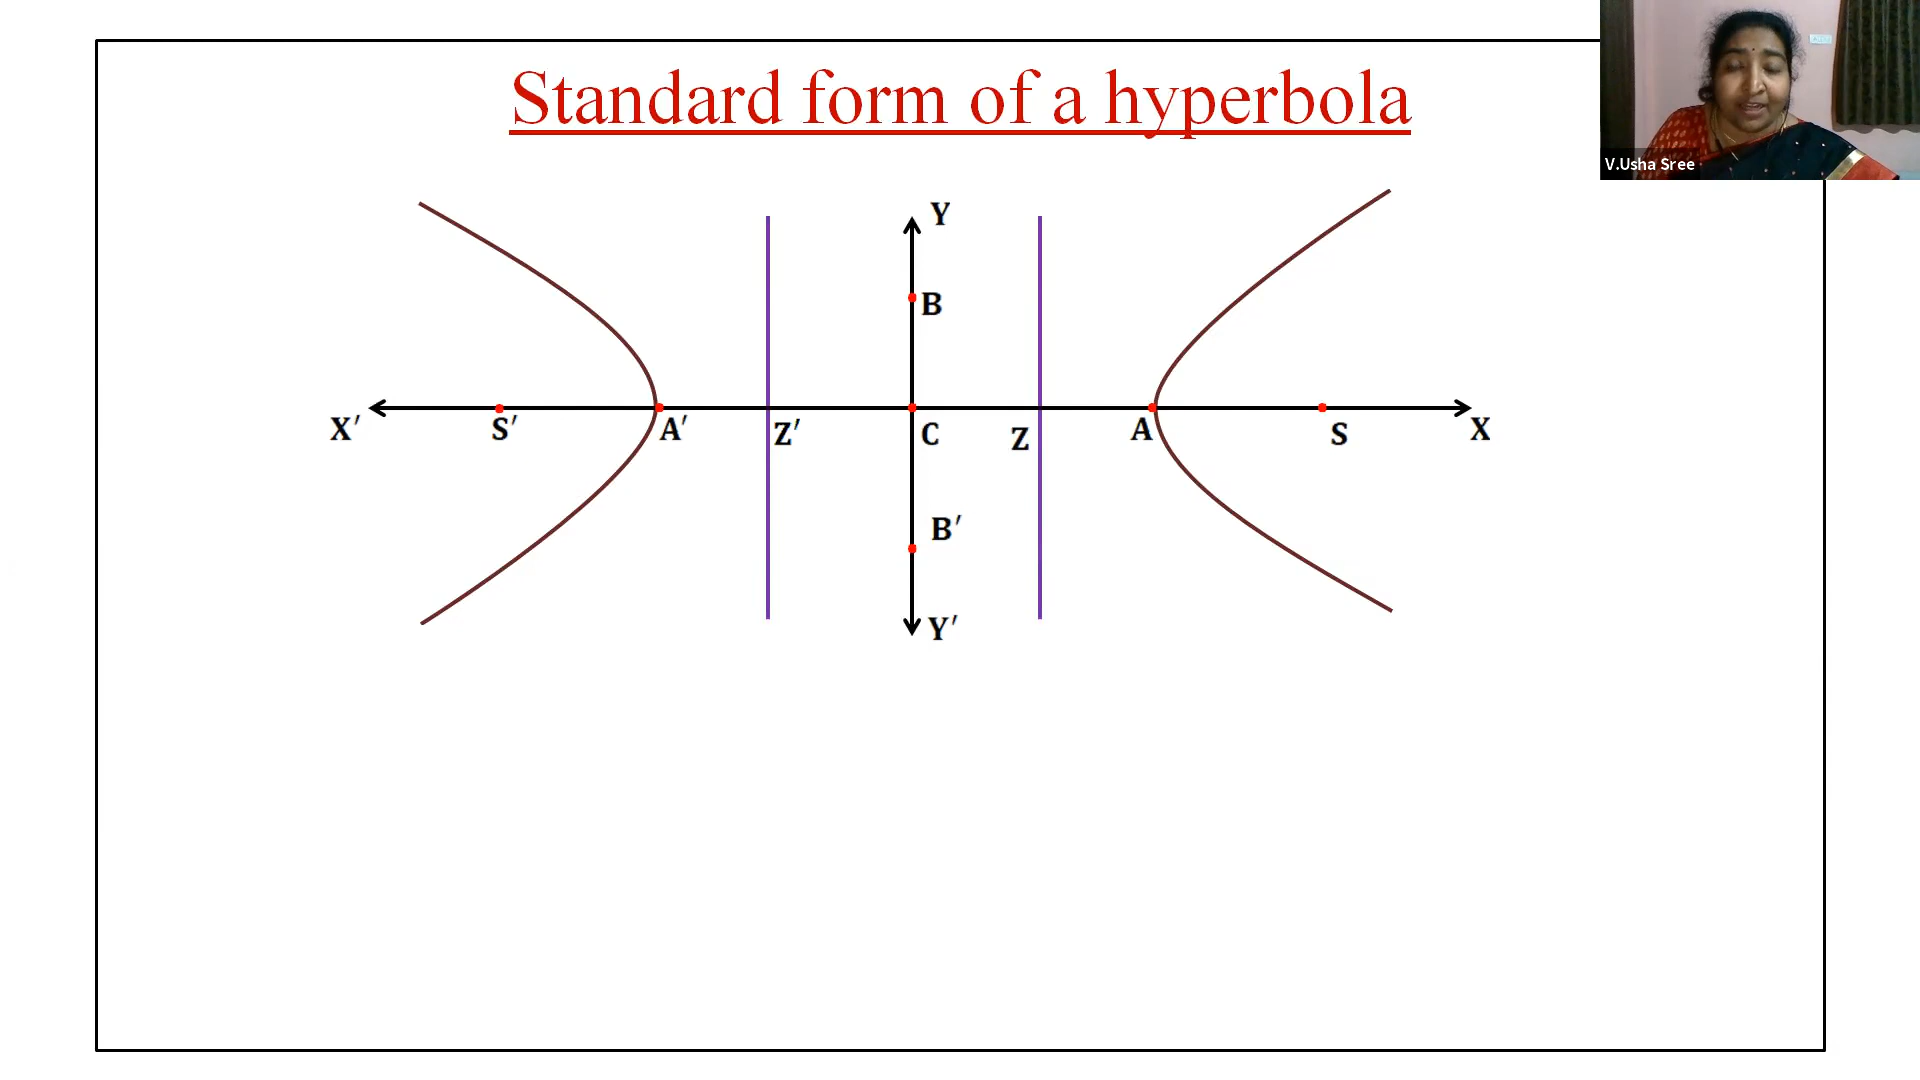 Standard form of a hyperbola
V.Usha Sree
Y
B
X′ S′ A′ Z′ C Z A S X
B′
Y′